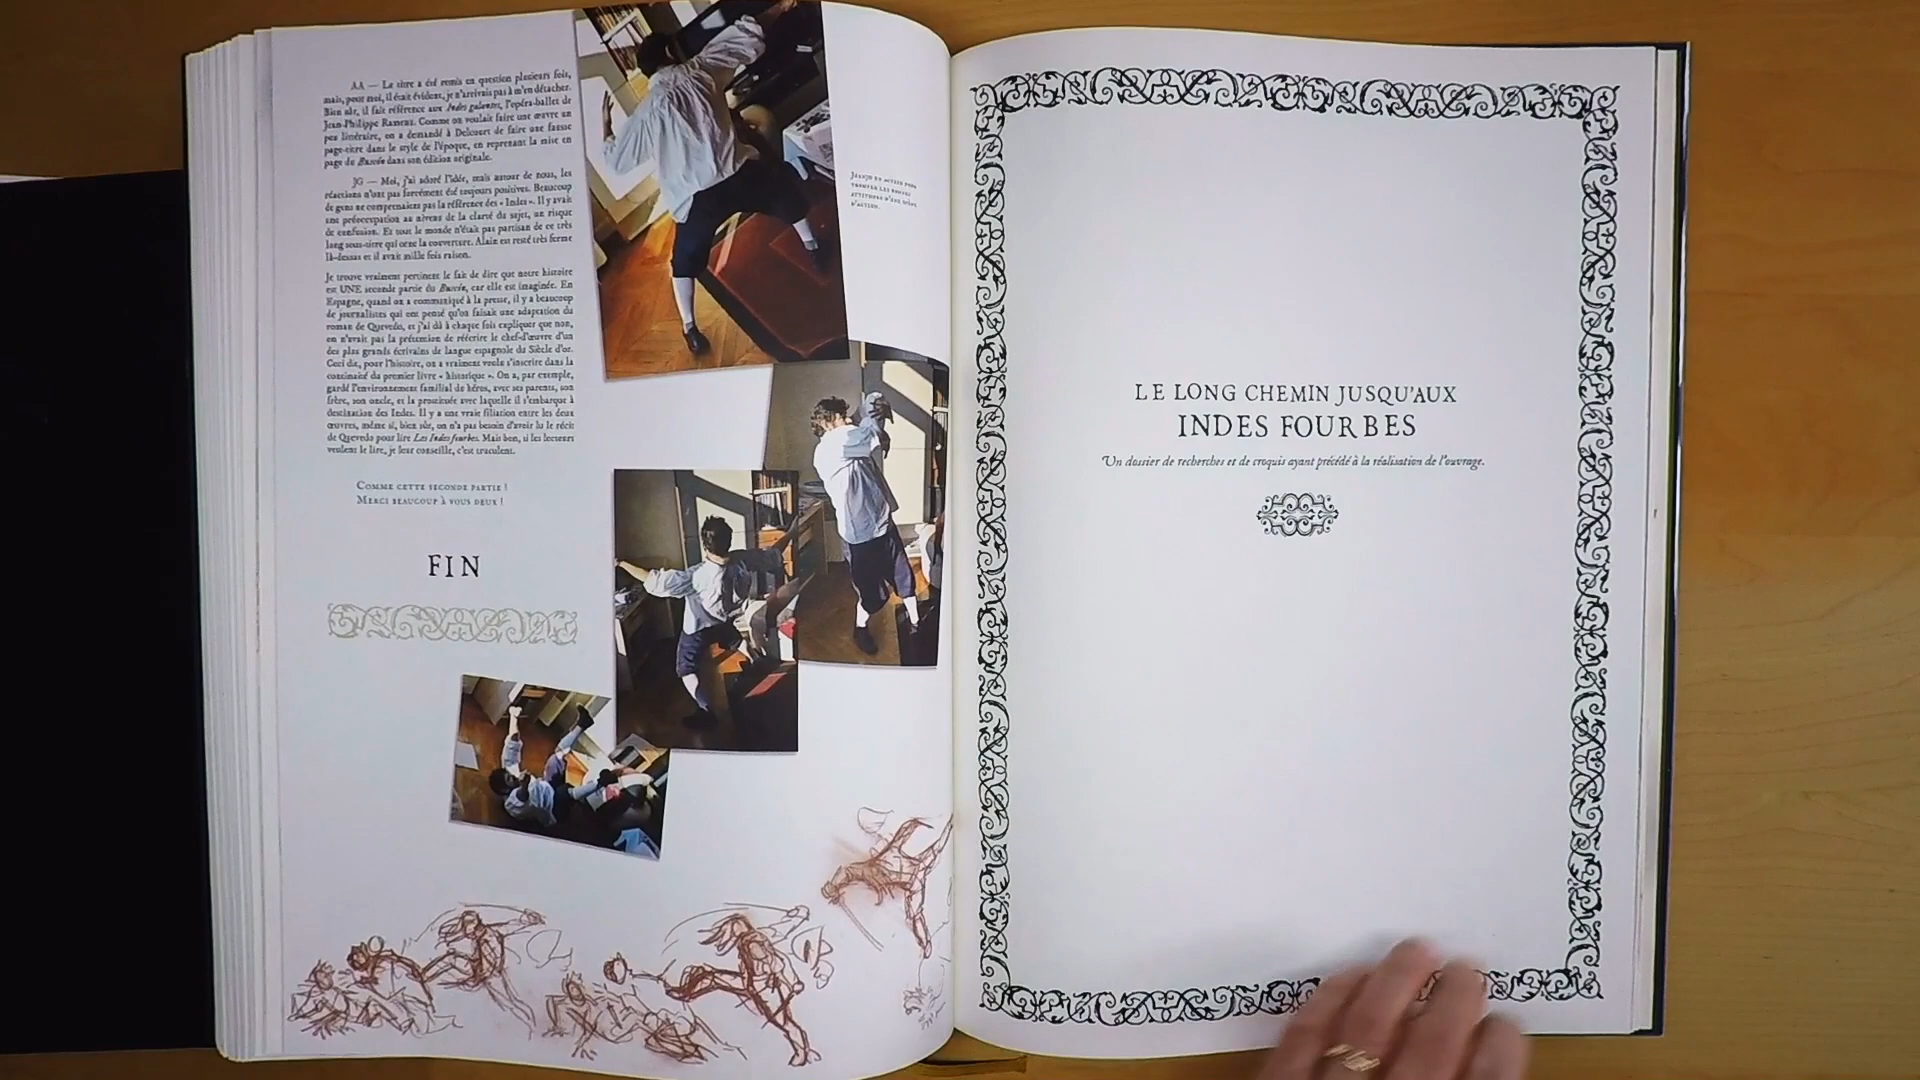 AA — Le titre a été remis en question plusieurs fois,
mais, pour moi, il était évident, je n'arrivais pas à m'en détacher.
Bien sûr, il fait référence aux Indes galantes, l'opéra-ballet de
Jean-Philippe Rameau. Comme on voulait faire une œuvre un
peu littéraire, on a demandé à Delcourt de faire une fausse
page-titre dans le style de l'époque, en reprenant la mise en
page du Buscón dans son édition originale.
JG — Moi, j'ai adoré l'idée, mais autour de nous, les
réactions n'ont pas forcément été toujours positives. Beaucoup
de gens ne comprenaient pas la référence des « Indes ». Il y avait
une préoccupation au niveau de la clarté du sujet, un risque
de confusion. Et tout le monde n'était pas partisan de ce très
long sous-titre qui orne la couverture. Alain est resté très ferme
là-dessus et il avait mille fois raison.
Je trouve vraiment pertinent le fait de dire que notre histoire
est UNE seconde partie du Buscón, car elle est imaginée. En
Espagne, quand on a communiqué à la presse, il y a beaucoup
de journalistes qui ont pensé qu'on faisait une adaptation du
roman de Quevedo, et j'ai dû à chaque fois expliquer que non,
on n'avait pas la prétention de réécrire le chef-d'œuvre d'un
des plus grands écrivains de langue espagnole du Siècle d'or.
Ceci dit, pour l'histoire, on a vraiment voulu s'inscrire dans la
continuité du premier livre « historique ». On a, par exemple,
gardé l'environnement familial du héros, avec ses parents, son
frère, son oncle, et la prostituée avec laquelle il s'embarque à
destination des Indes. Il y a une vraie filiation entre les deux
œuvres, même si, bien sûr, on n'a pas besoin d'avoir lu le récit
de Quevedo pour lire Les Indes fourbes. Mais bon, si les lecteurs
veulent le lire, je leur conseille, c'est truculent.
COMME CETTE SECONDE PARTIE !
MERCI BEAUCOUP À VOUS DEUX !
FIN
JUANJO EN ACTION POUR
TROUVER LES BONNES
ATTITUDES D'UNE SCÈNE
D'ACTION.
LE LONG CHEMIN JUSQU'AUX
INDES FOURBES
Un dossier de recherches et de croquis ayant précédé à la réalisation de l'ouvrage.